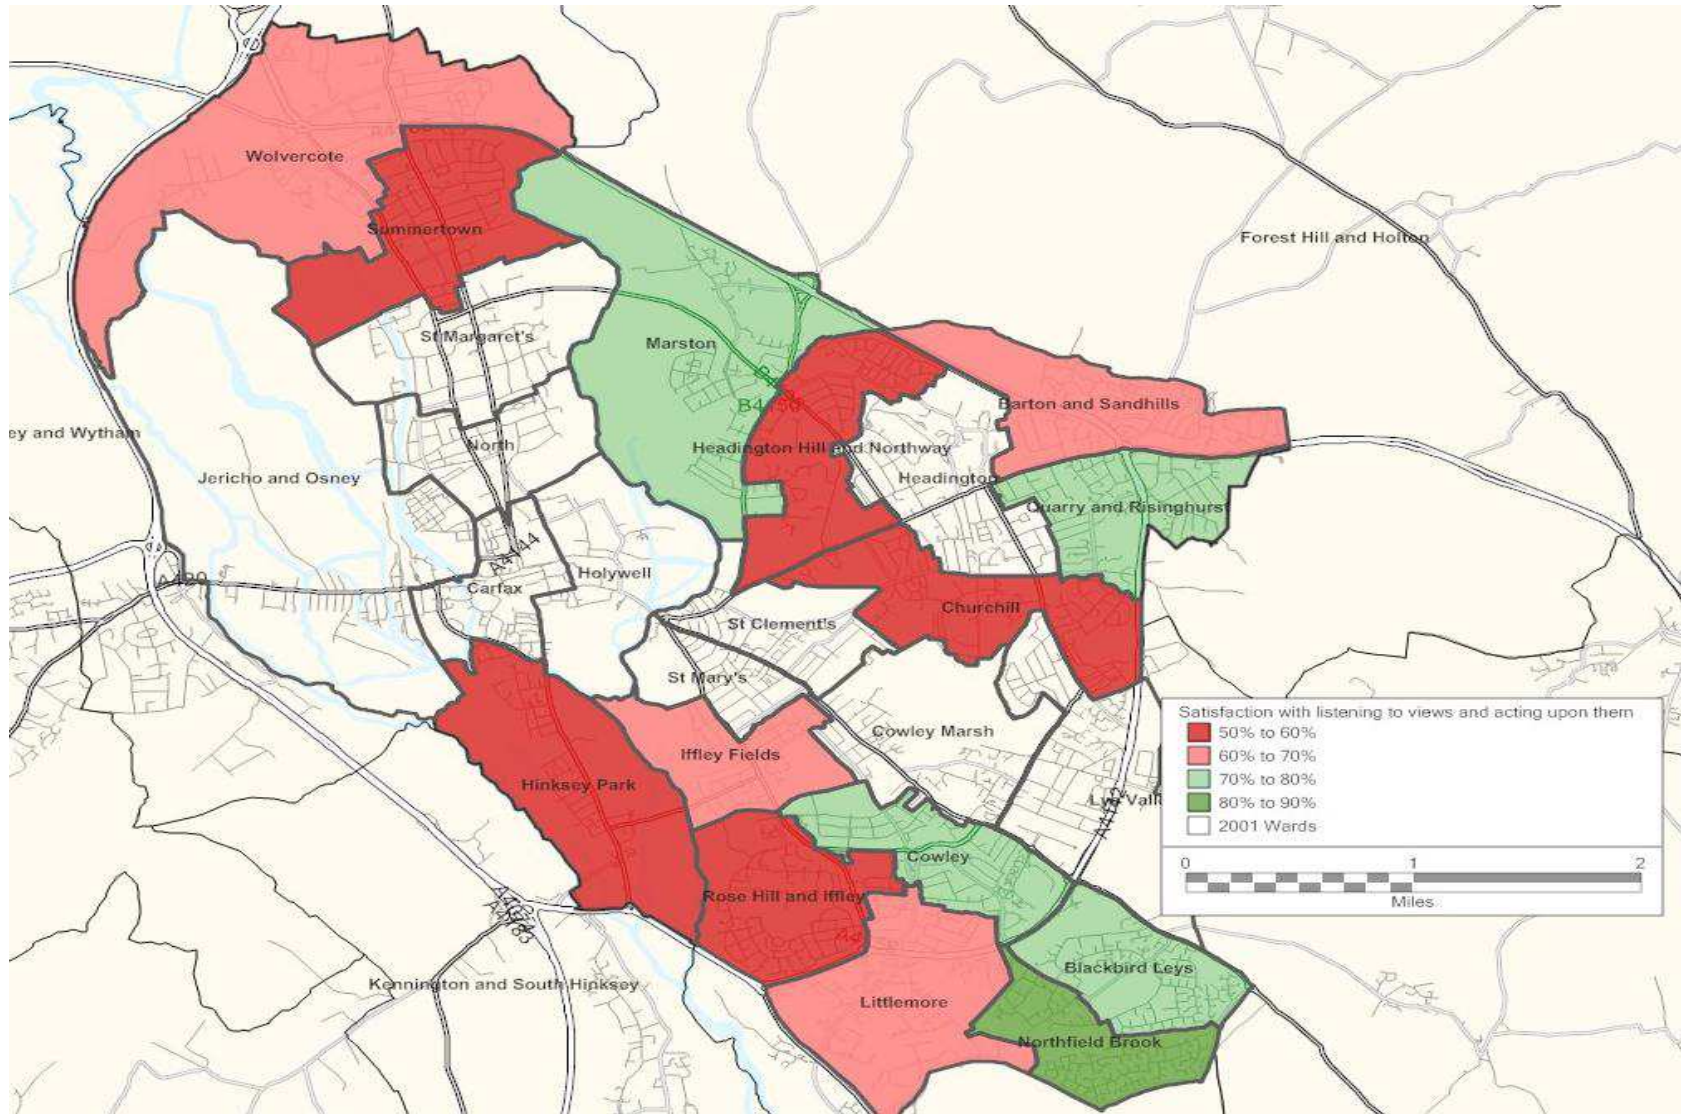 Wolvercote
Summertown
Forest Hill and Holton
St Margaret's
Marston
B4150
Barton and Sandhills
ey and Wytham
North
Headington Hill and Northway
Jericho and Osney
Headington
Quarry and Risinghurst
A4144
A420
Holywell
Carfax
Churchill
St Clement's
St Mary's
Cowley Marsh
Iffley Fields
Hinksey Park
Satisfaction with listening to views and acting upon them
50% to 60%
60% to 70%
70% to 80%
80% to 90%
2001 Wards
0 1 2
Miles
Cowley
Rose Hill and Iffley
Blackbird Leys
Kennington and South Hinksey
Littlemore
Northfield Brook